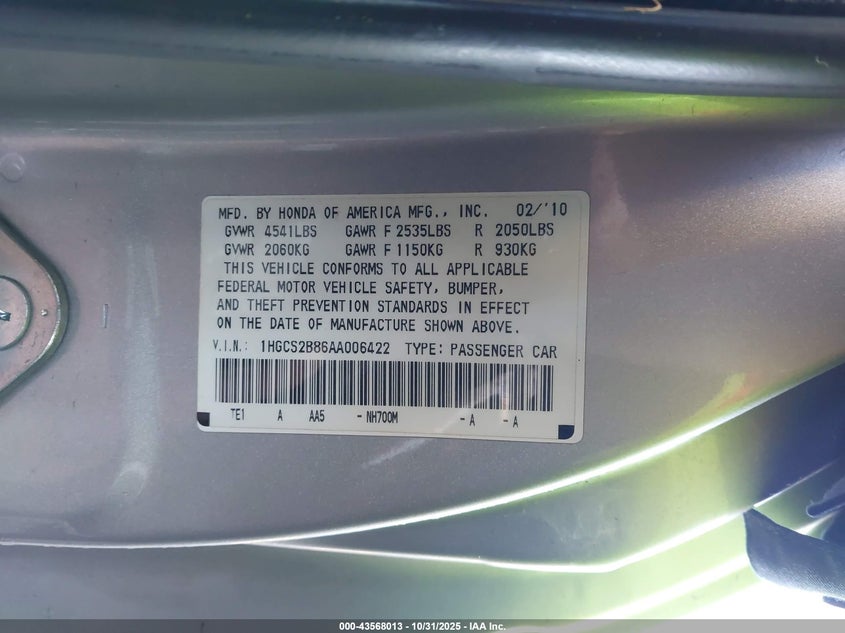 MFD. BY HONDA OF AMERICA MFG., INC. 02/'10
GVWR 4541LBS GAWR F 2535LBS R 2050LBS
GVWR 2060KG GAWR F 1150KG R 930KG
THIS VEHICLE CONFORMS TO ALL APPLICABLE
FEDERAL MOTOR VEHICLE SAFETY, BUMPER,
AND THEFT PREVENTION STANDARDS IN EFFECT
ON THE DATE OF MANUFACTURE SHOWN ABOVE.
V.I.N.: 1HGCS2B86AA006422 TYPE: PASSENGER CAR
TE1 A AA5 - NH700M - A - A
000-43568013 - 10/31/2025 - IAA Inc.